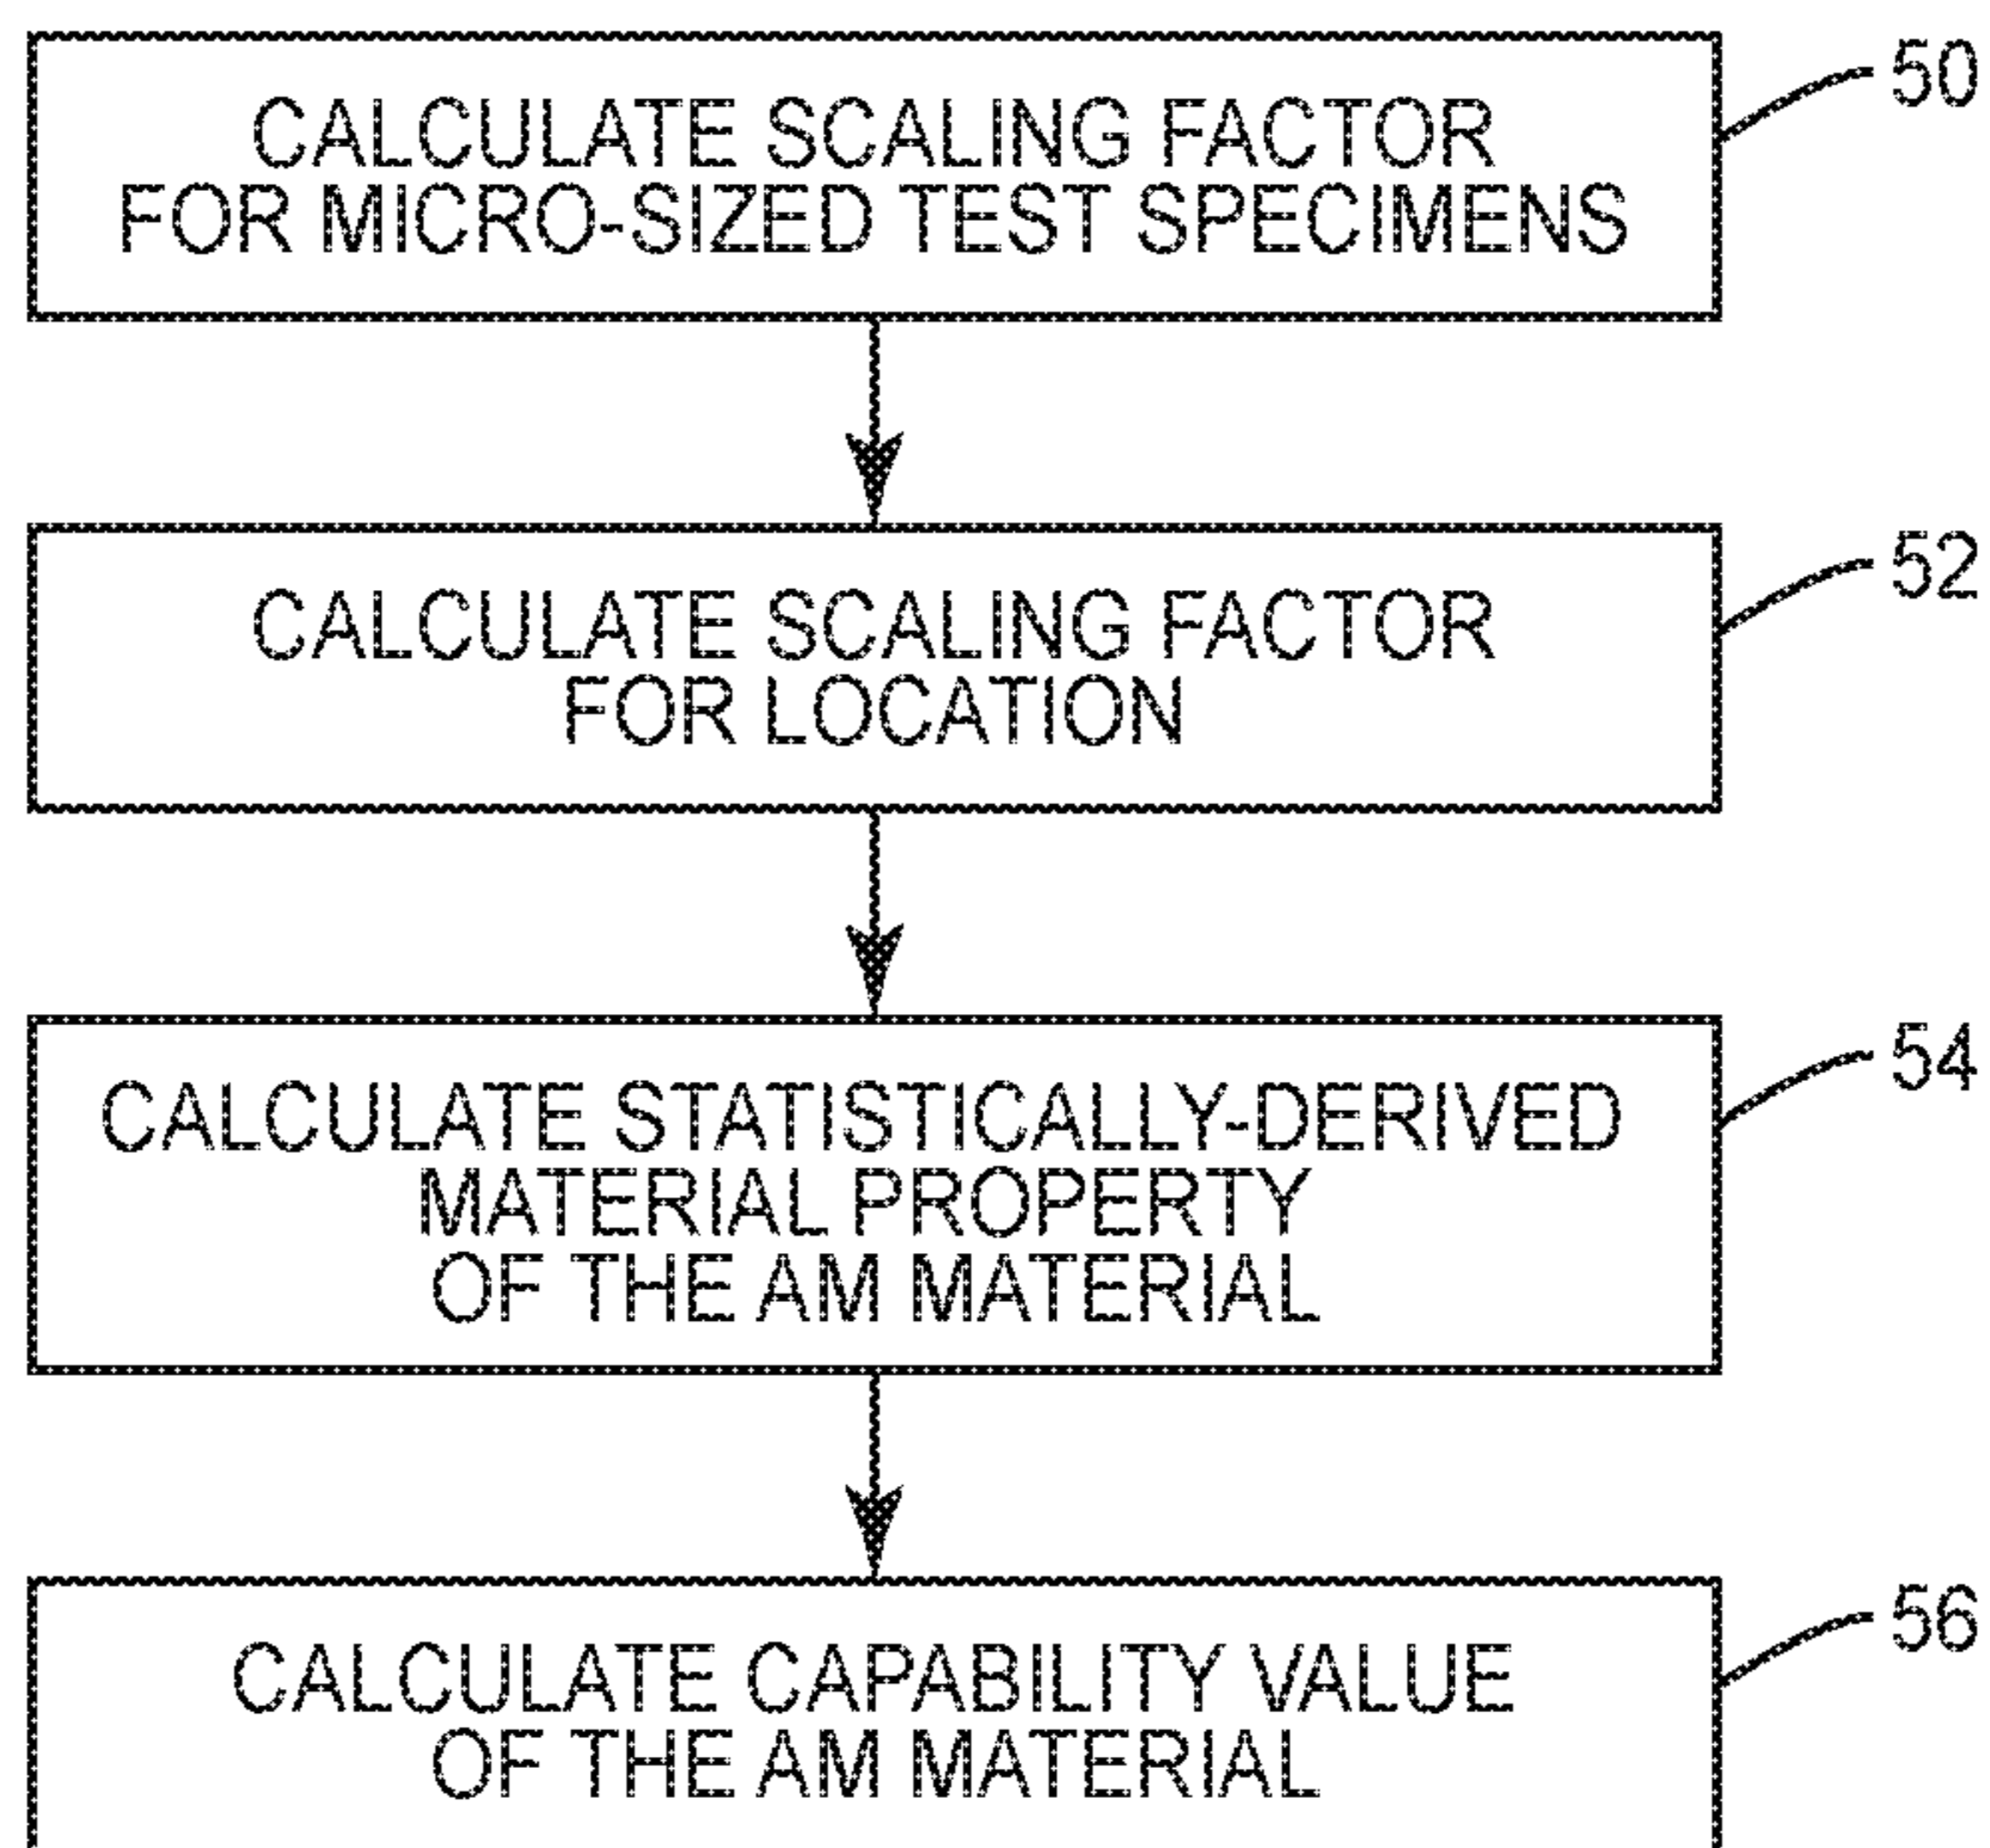 CALCULATE SCALING FACTOR
FOR MICRO-SIZED TEST SPECIMENS
50
CALCULATE SCALING FACTOR
FOR LOCATION
52
CALCULATE STATISTICALLY-DERIVED
MATERIAL PROPERTY
OF THE AM MATERIAL
54
CALCULATE CAPABILITY VALUE
OF THE AM MATERIAL
56